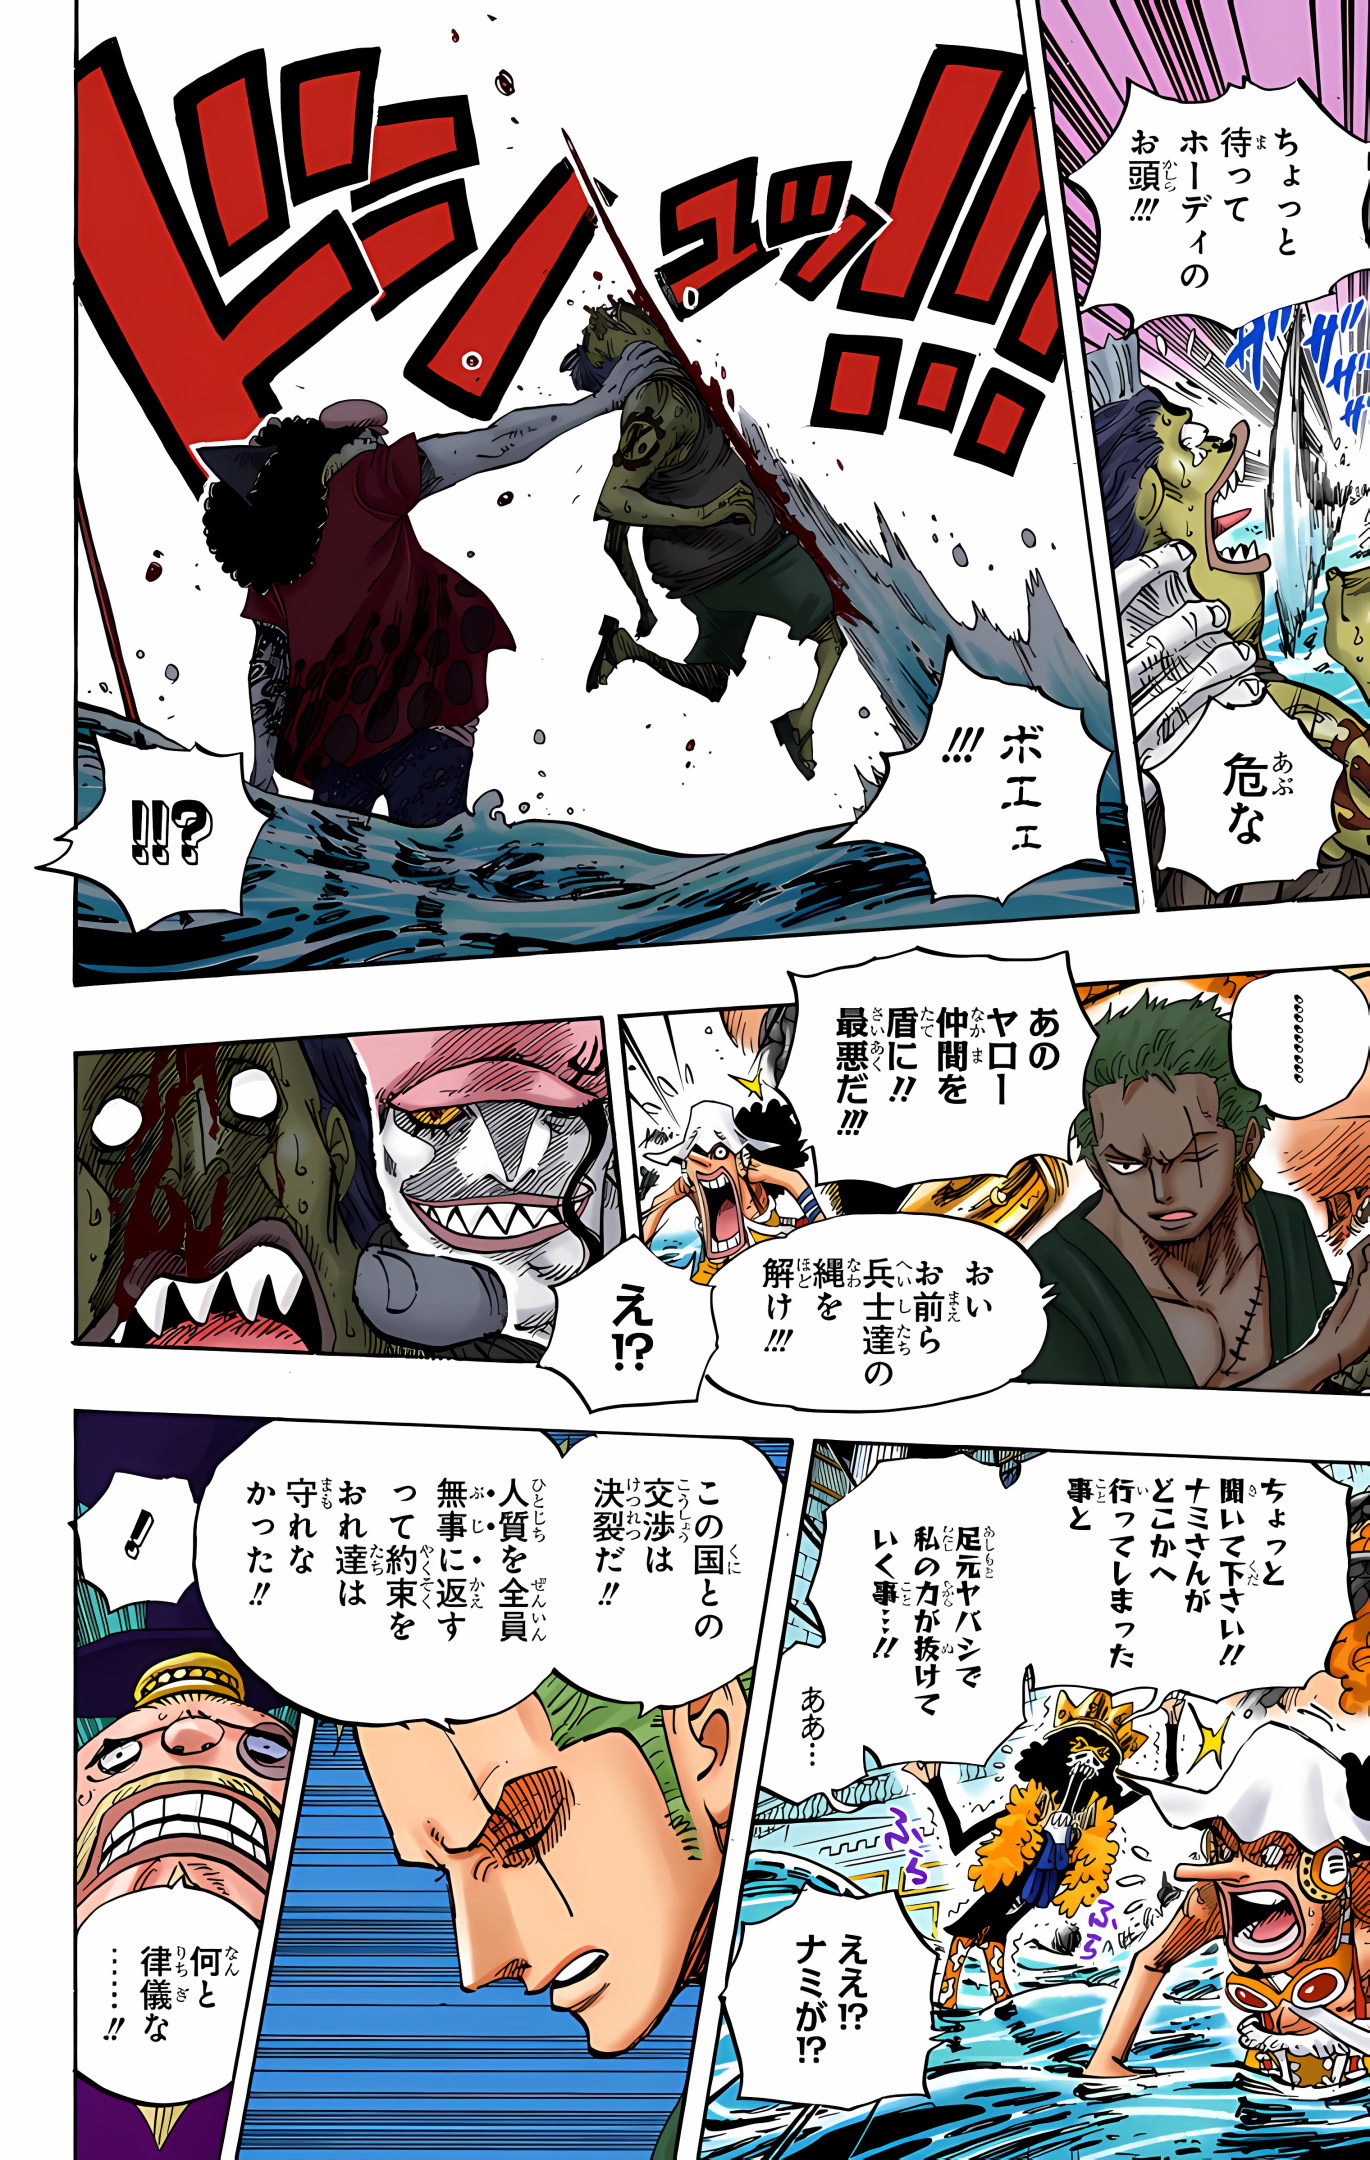 ちょっと
待って
ホーディの
お頭!!!
ザザザザ
危な
ドンュッ!!!
ボエェ
!!!
!!?
………
あの
ヤロー
仲間を
盾に!!
最悪だ!!!
おい
お前ら
兵士達の
縄を
解け!!!
え!?
ちょっと
聞いて下さい!!
ナミさんが
どこかへ
行ってしまった
事と
足元ヤバシで
私の力が抜けて
いく事…!!
ああ…
ふら
ふら
ええ!?
ナミが!?
この国との
交渉は
決裂だ!!
人質を全員
無事に返す
って約束を
おれ達は
守れな
かった!!
!
何と
律儀な
……!!